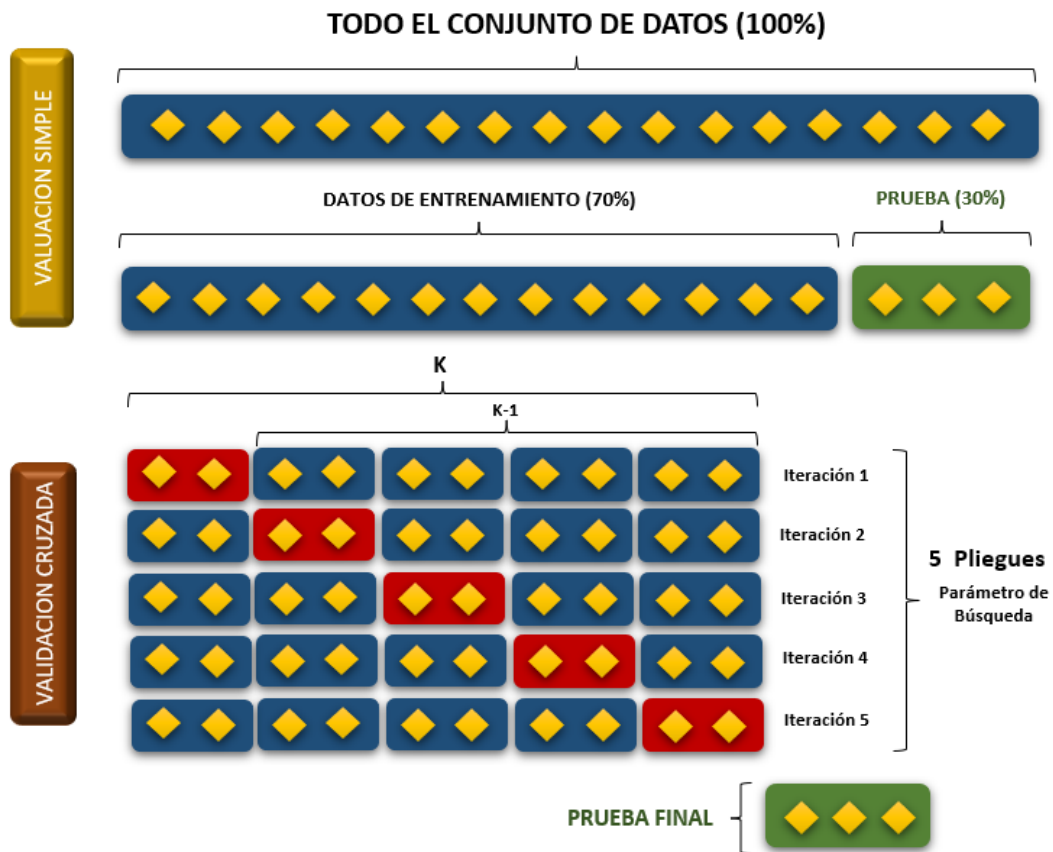 TODO EL CONJUNTO DE DATOS (100%)
VALUACION SIMPLE
DATOS DE ENTRENAMIENTO (70%)
PRUEBA (30%)
K
K-1
VALIDACION CRUZADA
Iteración 1
Iteración 2
Iteración 3
Iteración 4
Iteración 5
5 Pliegues
Parámetro de
Búsqueda
PRUEBA FINAL